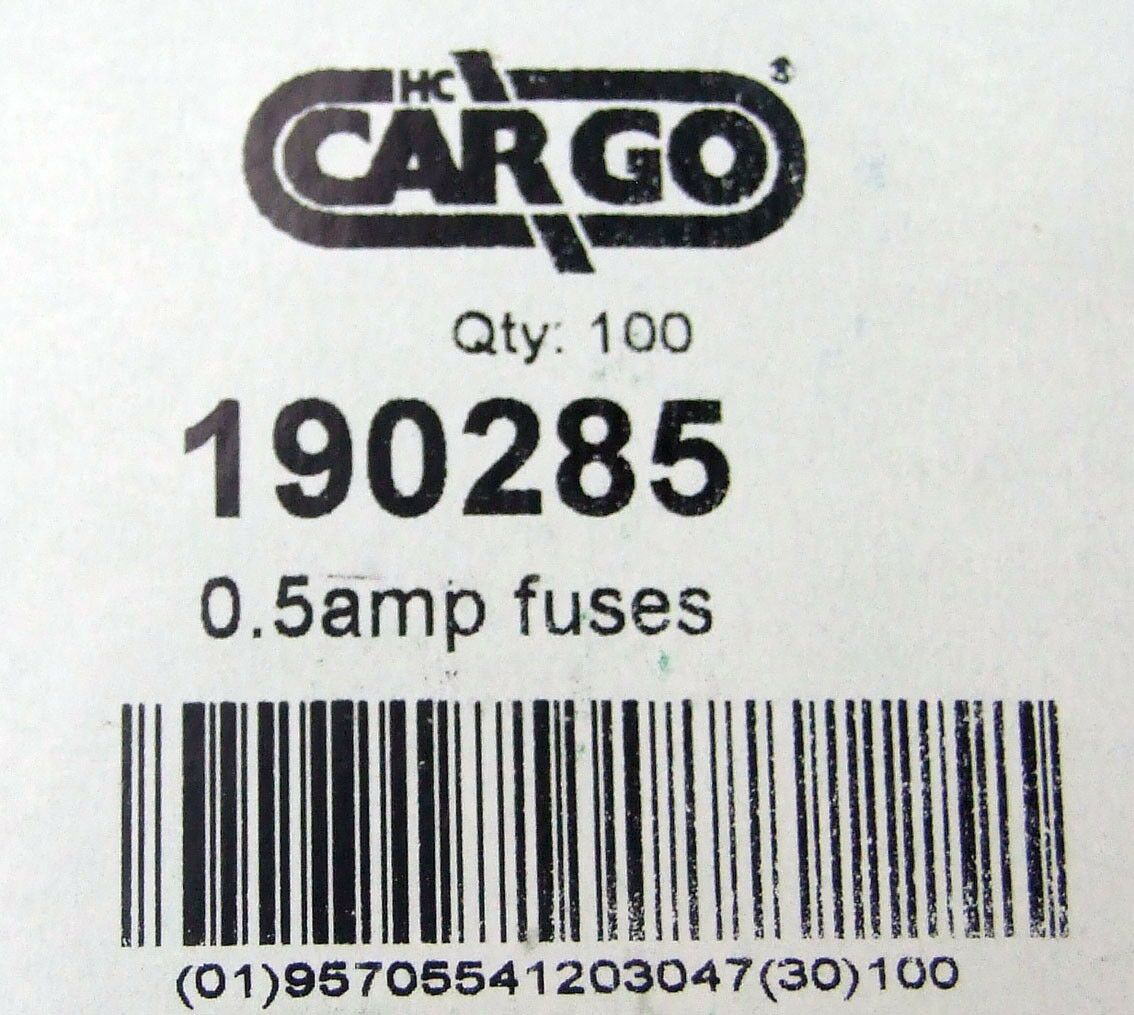 HC
CARGO®
Qty: 100
190285
0.5amp fuses
(01)95705541203047(30)100